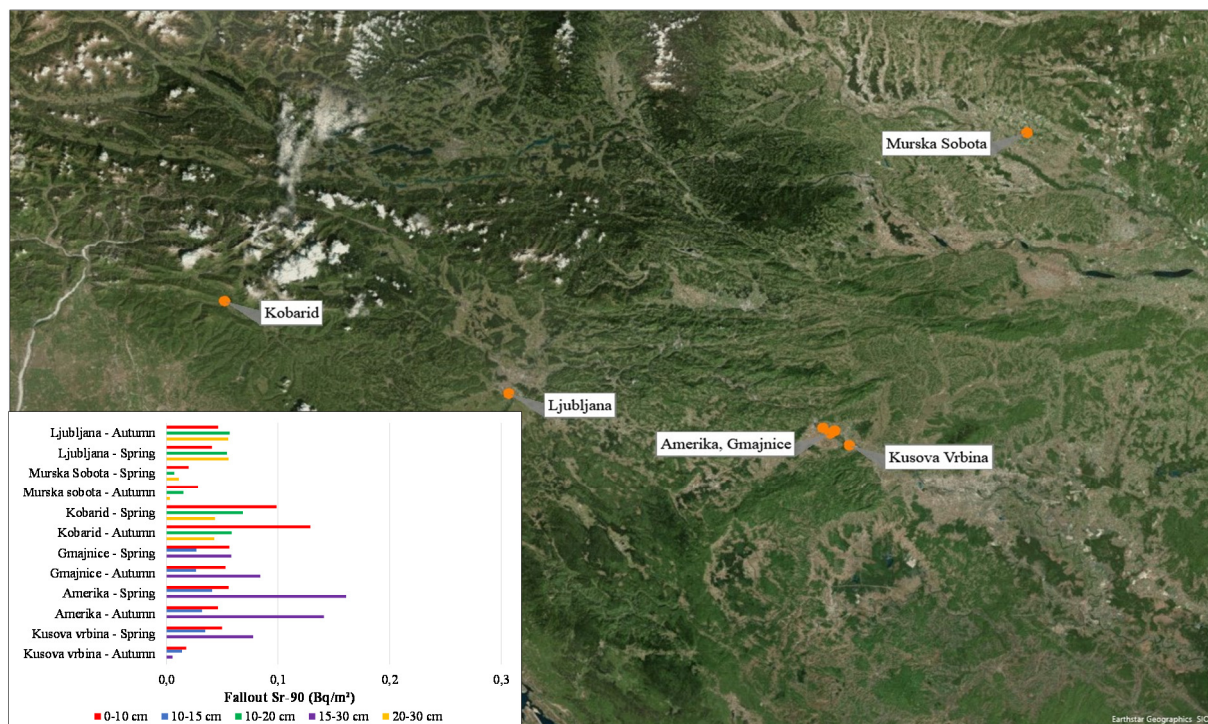 Murska Sobota
Kobarid
Ljubljana
Amerika, Gmajnice
Kusova Vrbina
Ljubljana - Autumn
Ljubljana - Spring
Murska Sobota - Spring
Murska sobota - Autumn
Kobarid - Spring
Kobarid - Autumn
Gmajnice - Spring
Gmajnice - Autumn
Amerika - Spring
Amerika - Autumn
Kusova vrbina - Spring
Kusova vrbina - Autumn
0,0 0,1 0,2 0,3
Fallout Sr-90 (Bq/m²)
0-10 cm 10-15 cm 10-20 cm 15-30 cm 20-30 cm
Earthstar Geographics SIO